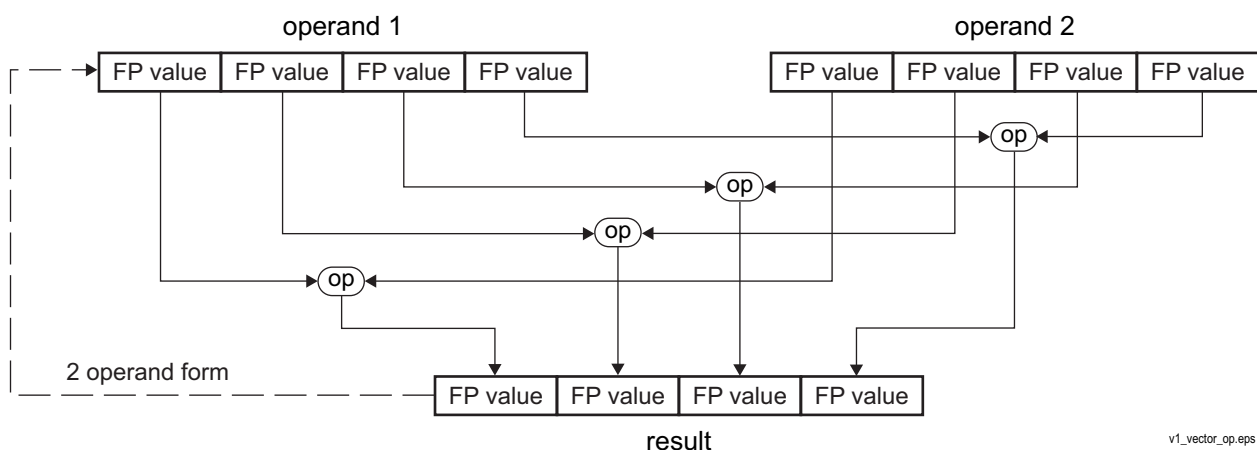 operand 1 operand 2
FP value FP value FP value FP value FP value FP value FP value FP value
op
op
op
op
2 operand form
FP value FP value FP value FP value
result
v1_vector_op.eps